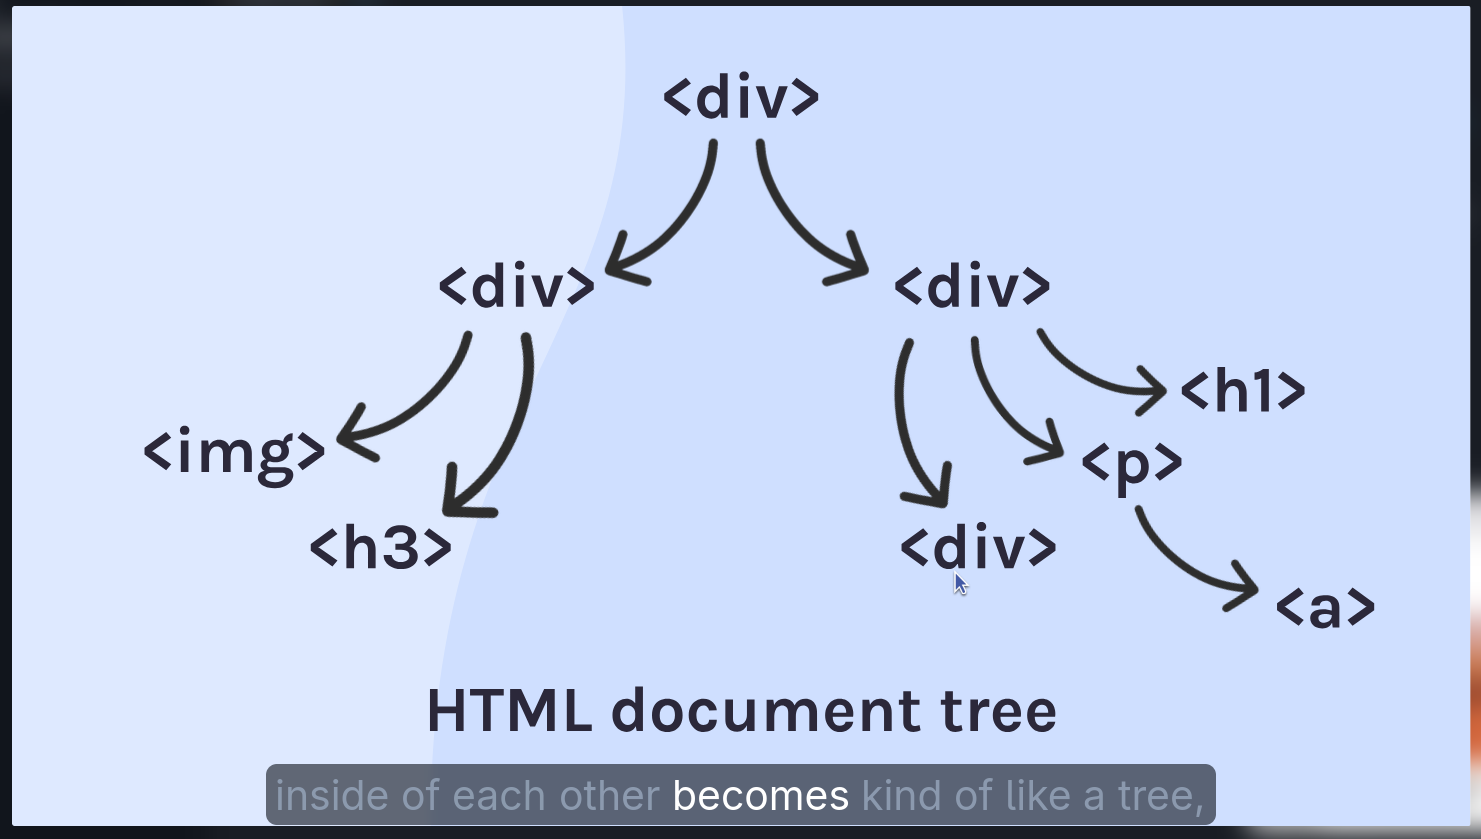 <div>
<div>
<div>
<h1>
<img>
<p>
<h3>
<div>
<a>
HTML document tree
inside of each other becomes kind of like a tree,